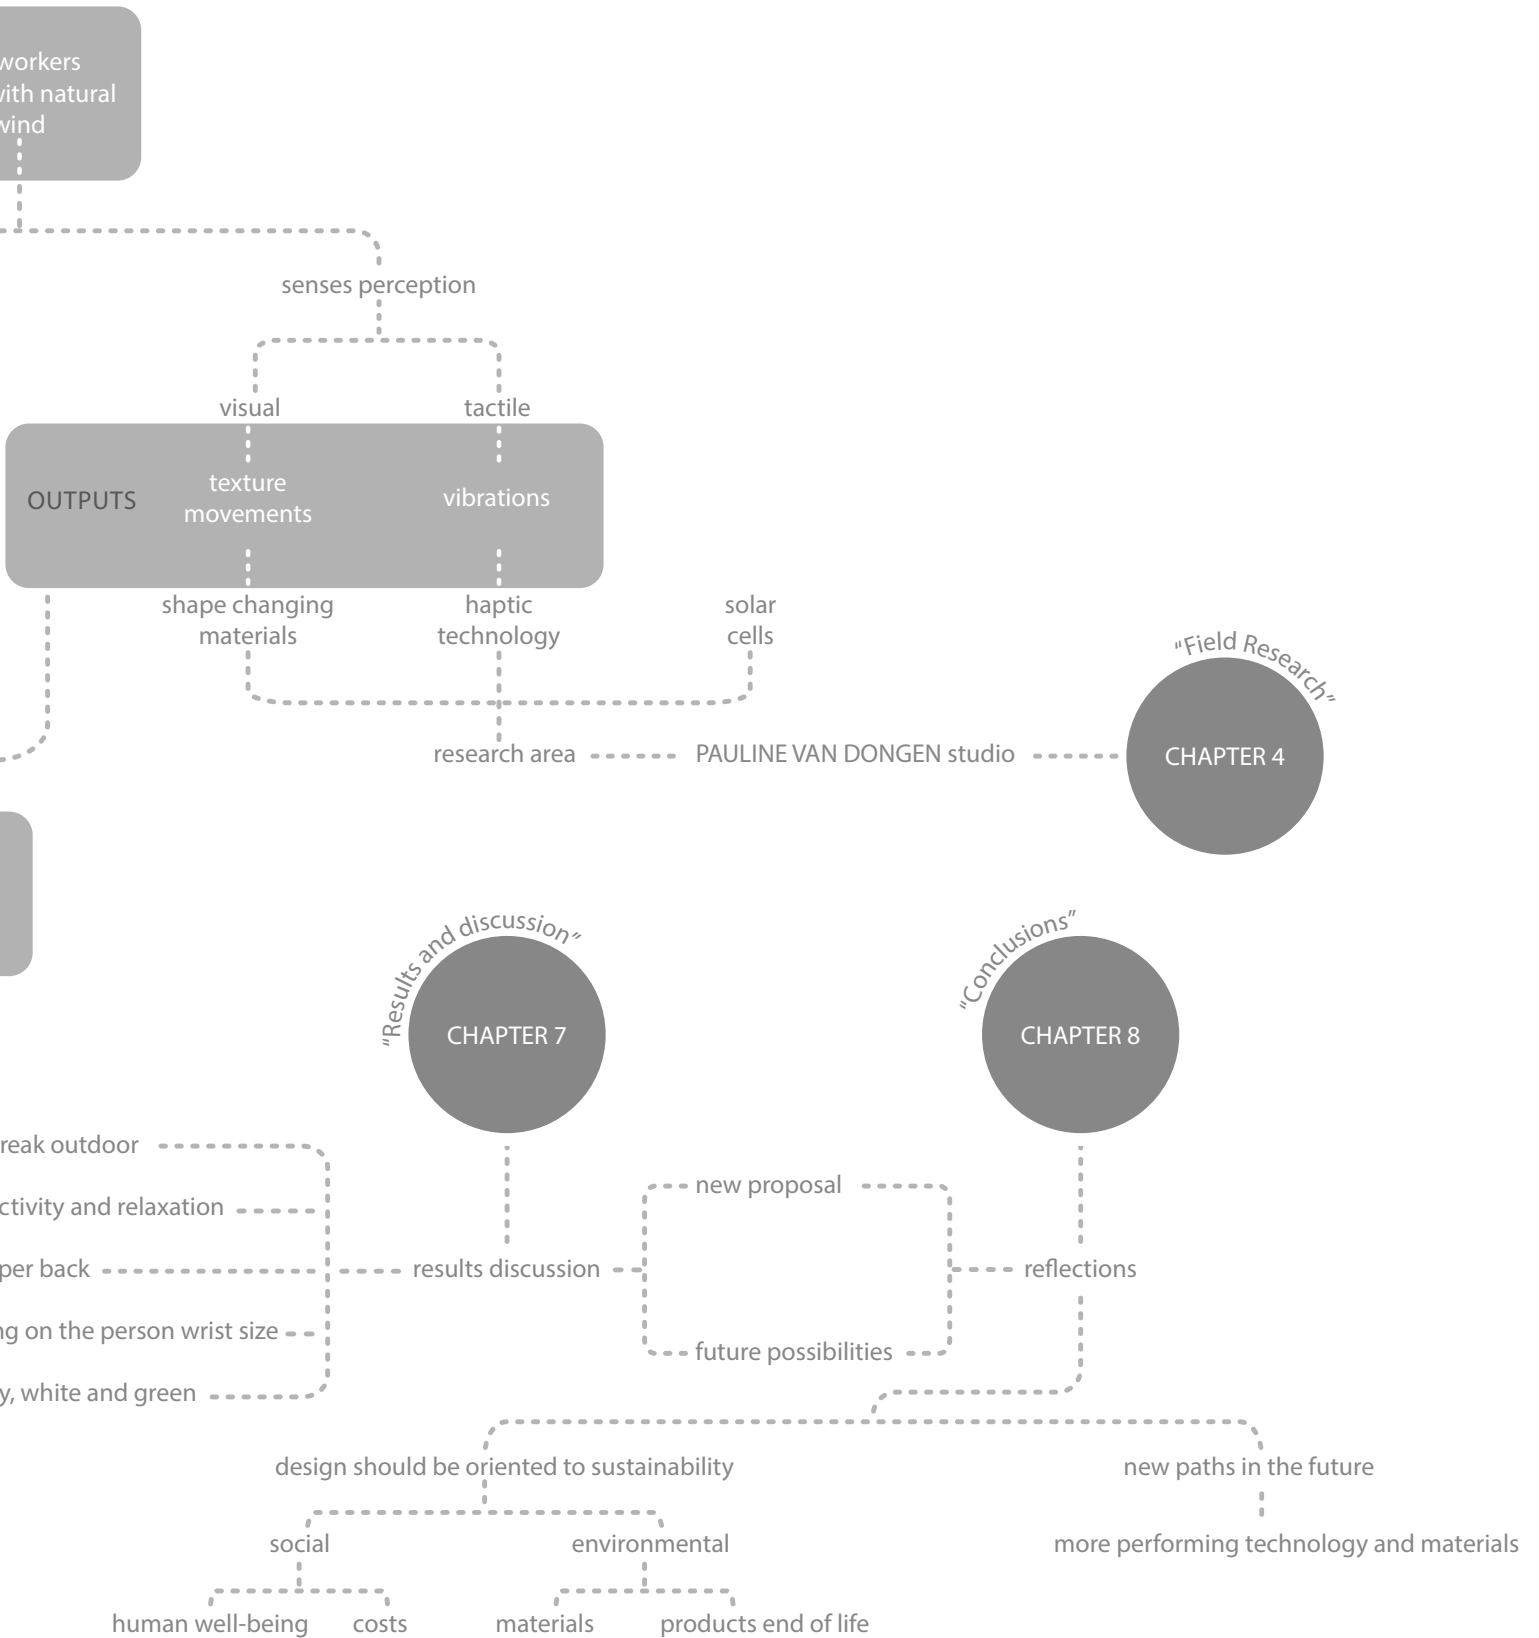 workers
with natural
wind
senses perception
visual
tactile
OUTPUTS
texture
movements
vibrations
shape changing
materials
haptic
technology
solar
cells
"Field Research"
research area
PAULINE VAN DONGEN studio
CHAPTER 4
"Results and discussion"
"Conclusions"
CHAPTER 7
CHAPTER 8
reak outdoor
new proposal
ctivity and relaxation
per back
results discussion
reflections
ng on the person wrist size
future possibilities
y, white and green
design should be oriented to sustainability
new paths in the future
social
environmental
more performing technology and materials
human well-being
costs
materials
products end of life